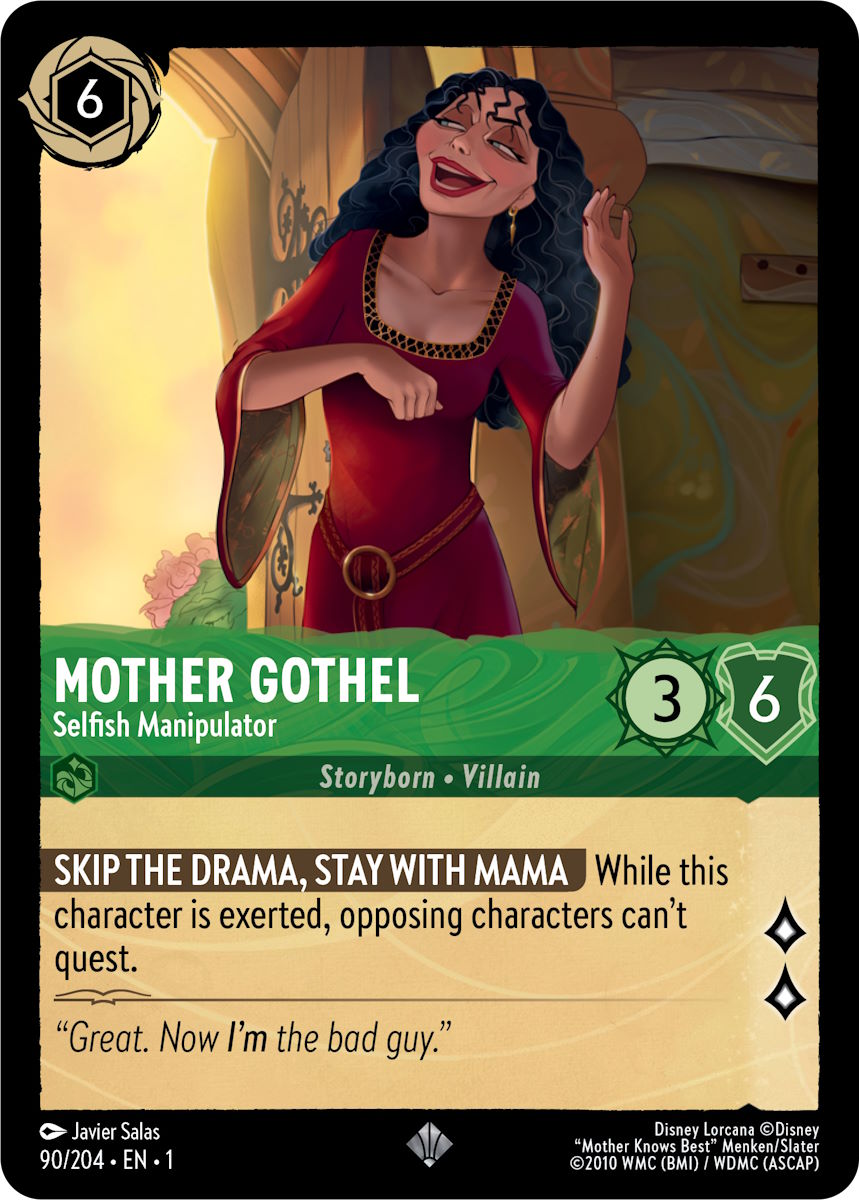 6
MOTHER GOTHEL
Selfish Manipulator
3
6
Storyborn • Villain
SKIP THE DRAMA, STAY WITH MAMA While this
character is exerted, opposing characters can't
quest.
“Great. Now I'm the bad guy.”
Javier Salas
90/204 • EN • 1
Disney Lorcana ©Disney
“Mother Knows Best” Menken/Slater
©2010 WMC (BMI) / WDMC (ASCAP)